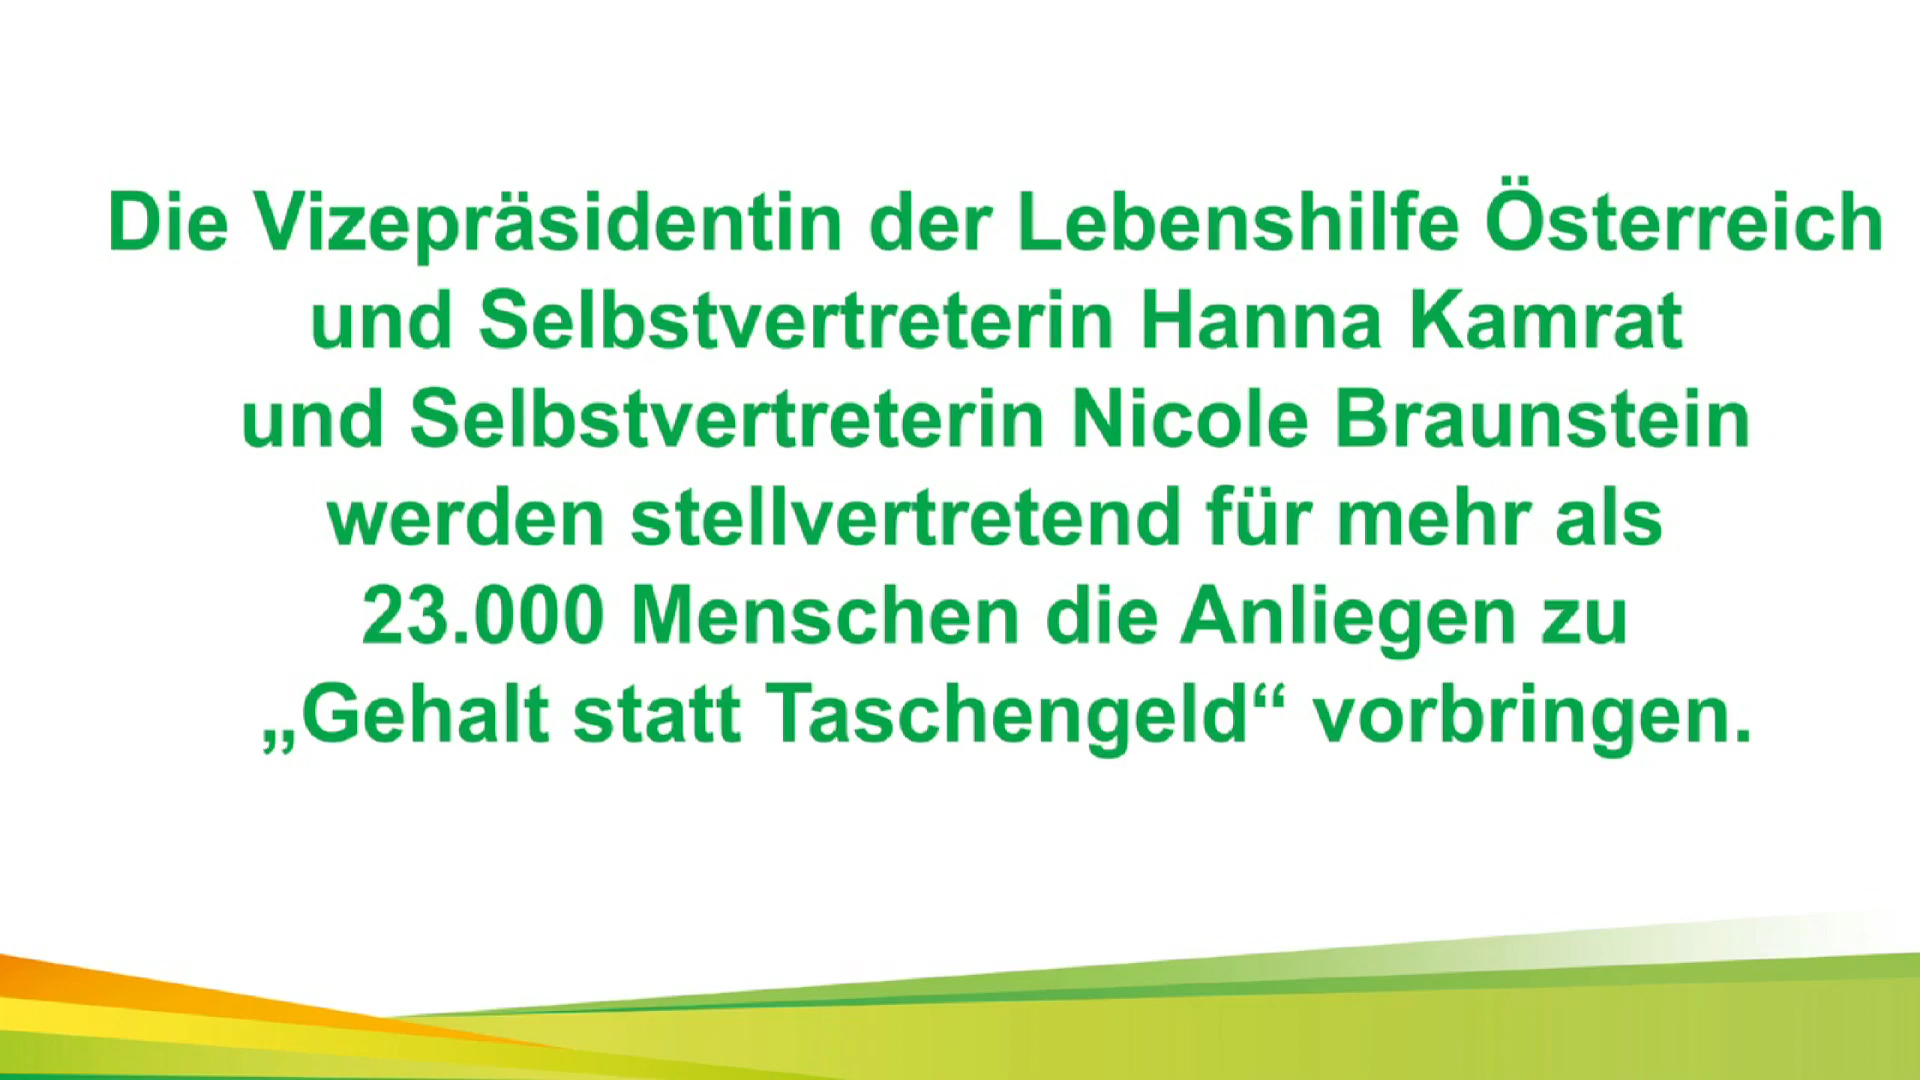 Die Vizepräsidentin der Lebenshilfe Österreich
und Selbstvertreterin Hanna Kamrat
und Selbstvertreterin Nicole Braunstein
werden stellvertretend für mehr als
23.000 Menschen die Anliegen zu
„Gehalt statt Taschengeld“ vorbringen.